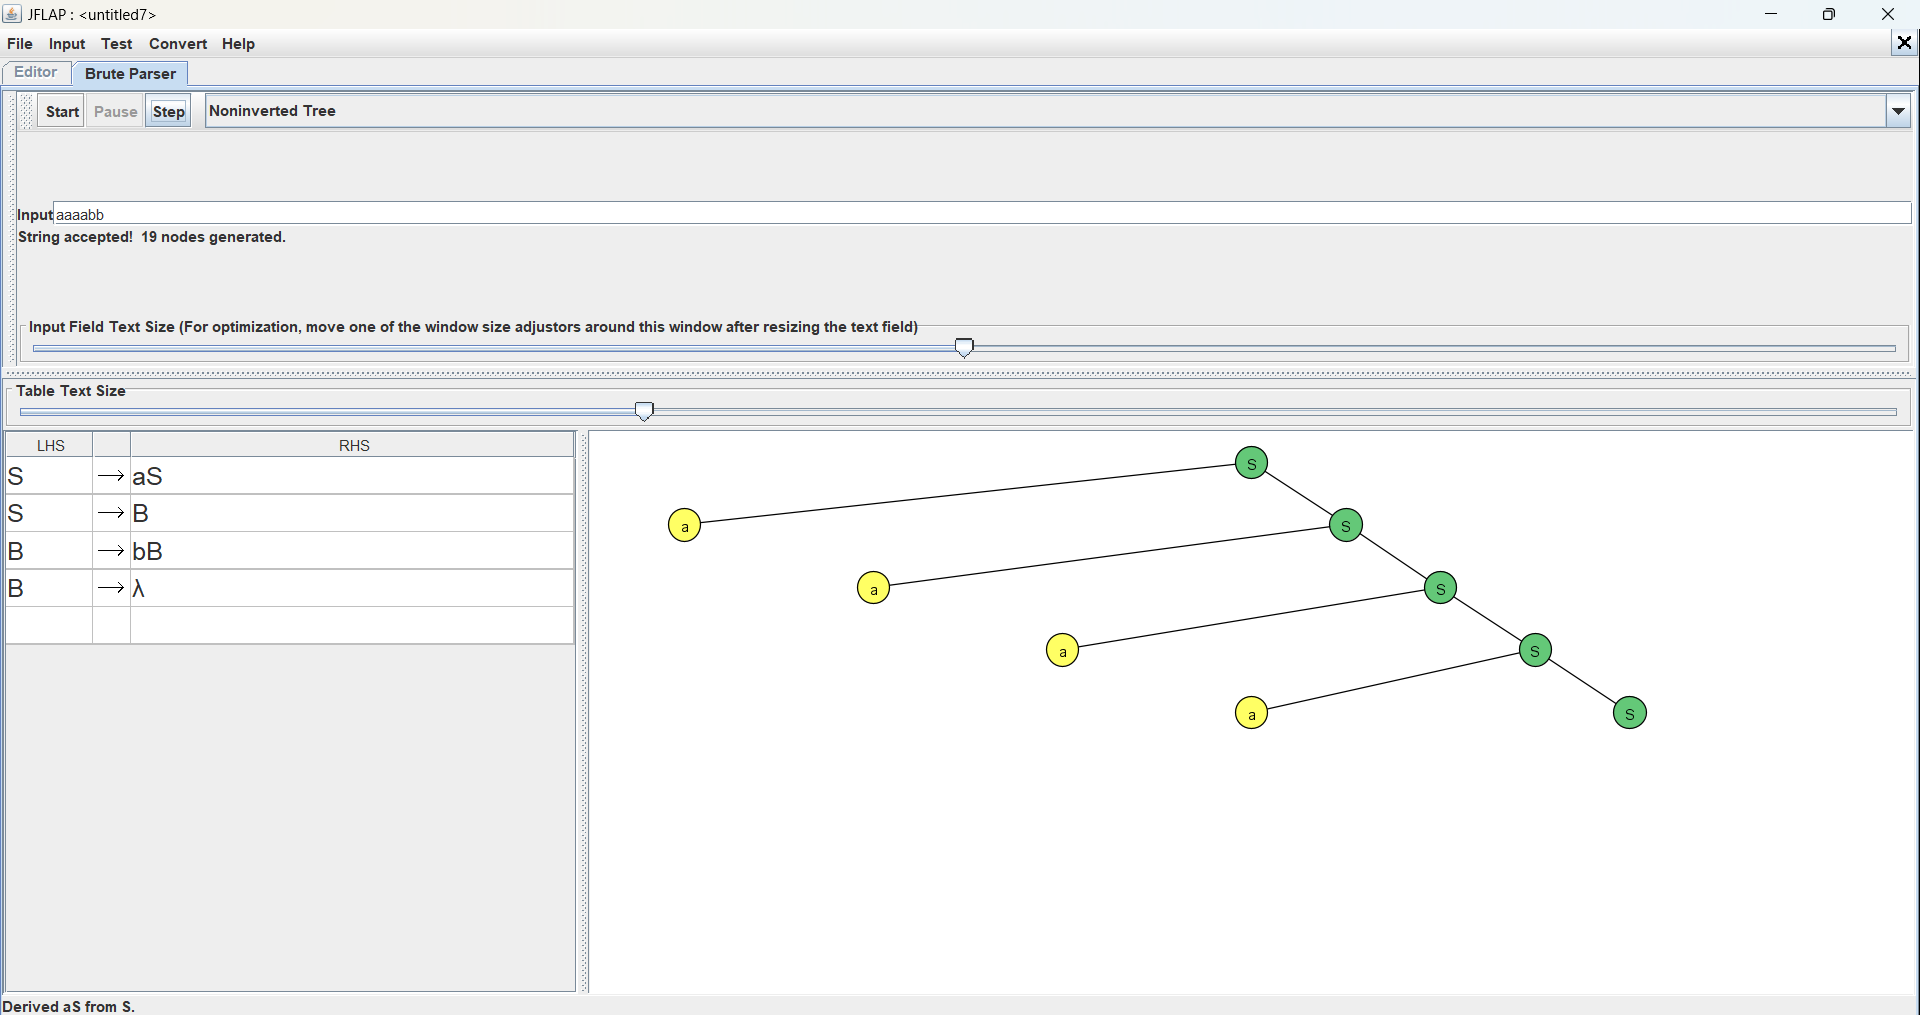 JFLAP : <untitled7>
File Input Test Convert Help
Editor Brute Parser
Start Pause Step Noninverted Tree
Input aaaabb
String accepted! 19 nodes generated.
Input Field Text Size (For optimization, move one of the window size adjustors around this window after resizing the text field)
Table Text Size
LHS RHS
S → aS
S → B
B → bB
B → λ
S
a S
a S
a S
a S
Derived aS from S.